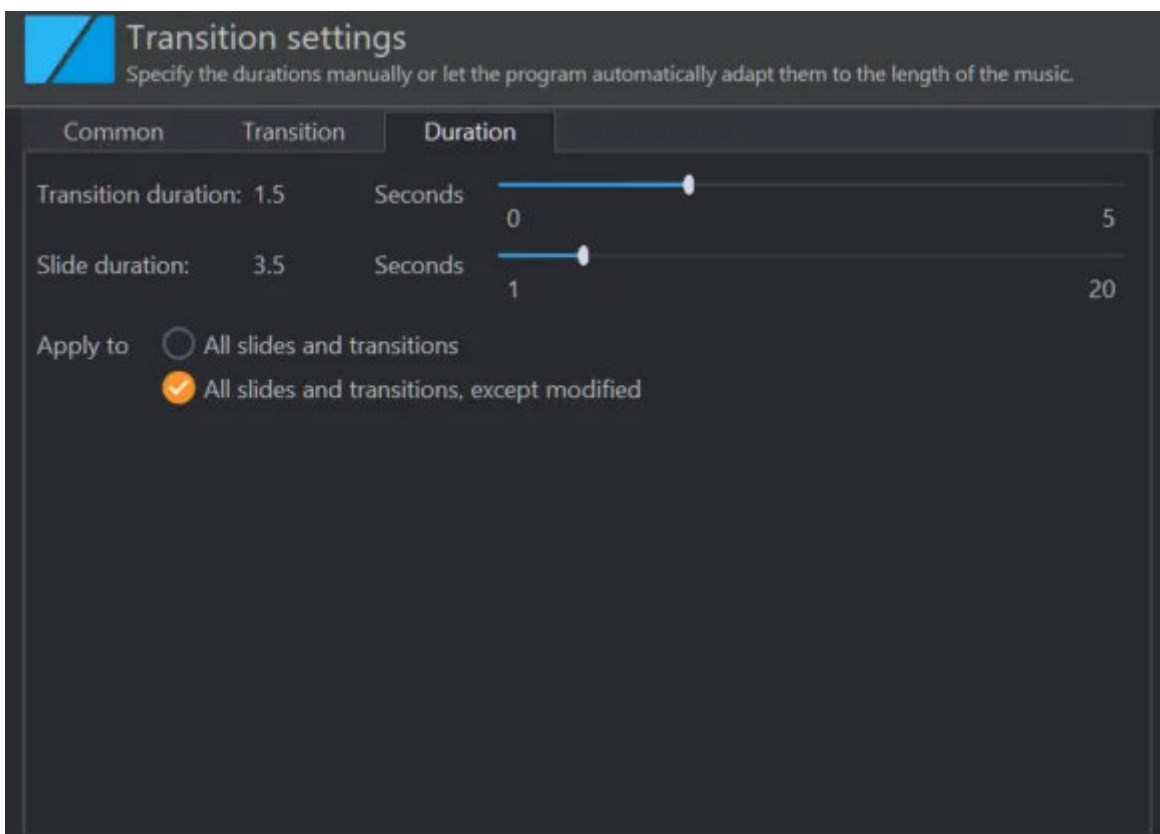 Transition settings
Specify the durations manually or let the program automatically adapt them to the length of the music.
Common Transition Duration
Transition duration: 1.5 Seconds
0 5
Slide duration: 3.5 Seconds
1 20
Apply to All slides and transitions
All slides and transitions, except modified